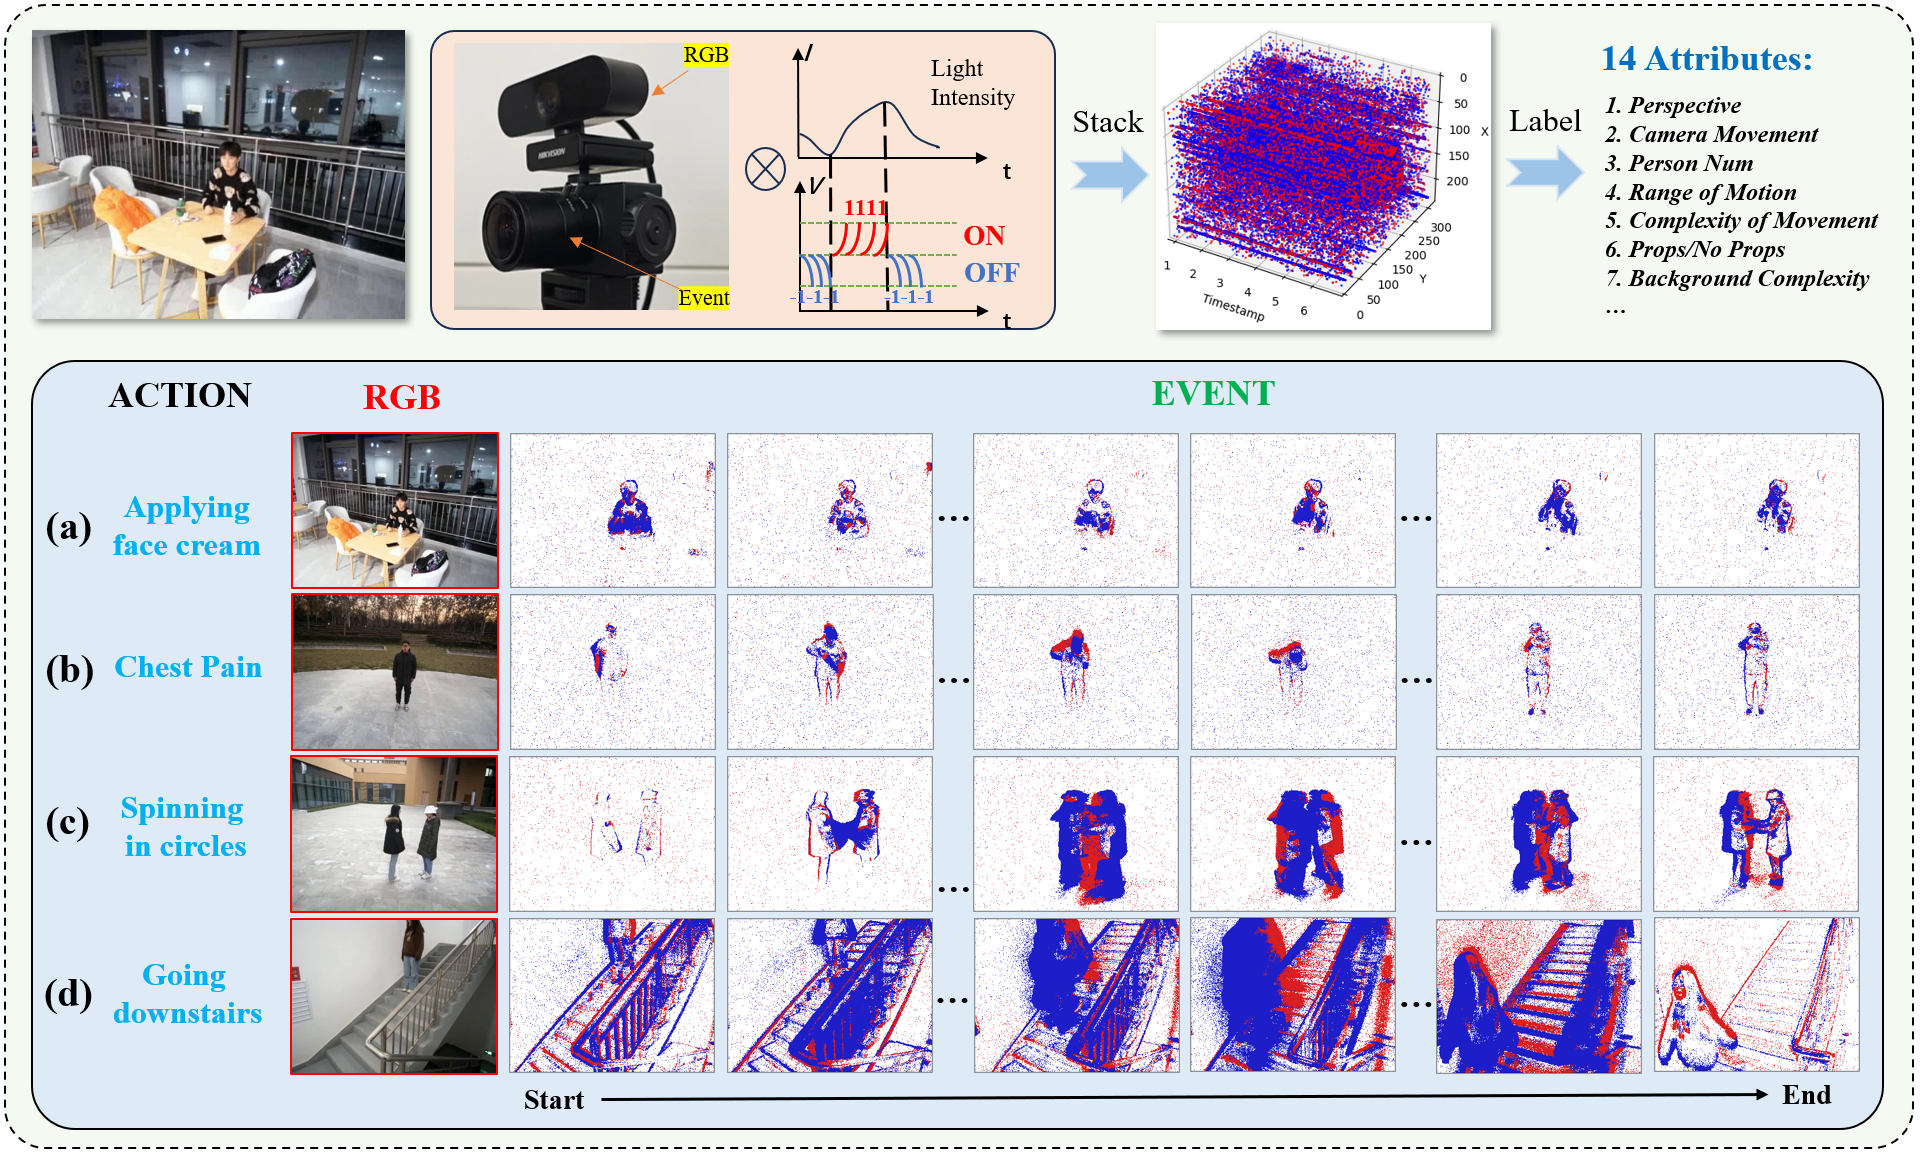 RGB
HIKVISION
Event
I
Light
Intensity
t
V
1111
ON
OFF
-1-1-1
-1-1-1
t
Stack
0
50
100
150
200
X
300
250
200
150
100
50
0
Y
1
2
3
4
5
6
Timestamp
Label
14 Attributes:
1. Perspective
2. Camera Movement
3. Person Num
4. Range of Motion
5. Complexity of Movement
6. Props/No Props
7. Background Complexity
...
ACTION
RGB
EVENT
(a)
Applying
face cream
...
...
(b)
Chest Pain
...
...
(c)
Spinning
in circles
...
...
(d)
Going
downstairs
...
...
Start
End